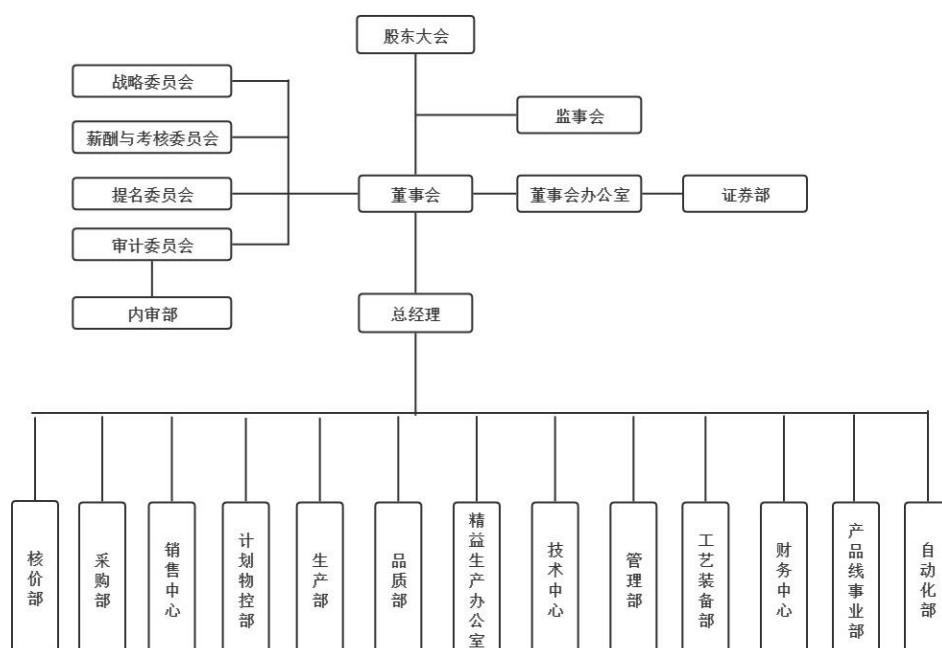 股东大会
战略委员会
监事会
薪酬与考核委员会
提名委员会
董事会
董事会办公室
证券部
审计委员会
内审部
总经理
核价部
采购部
销售中心
计划物控部
生产部
品质部
精益生产办公室
技术中心
管理部
工艺装备部
财务中心
产品线事业部
自动化部